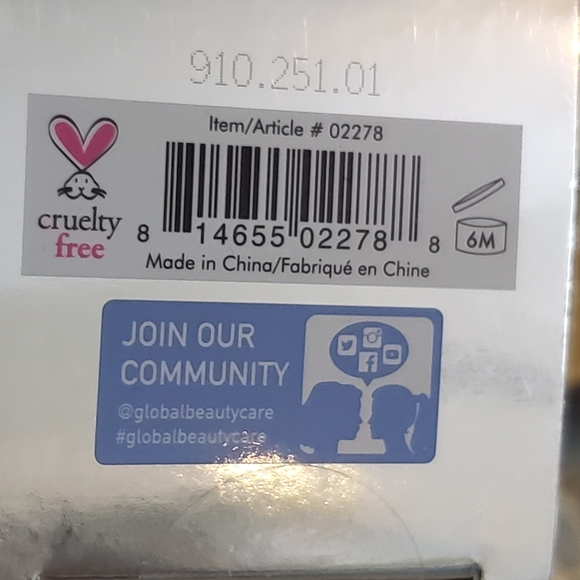 910.251.01
Item/Article # 02278
cruelty
free
8 14655 02278 8
6M
Made in China/Fabriqué en Chine
JOIN OUR
COMMUNITY
@globalbeautycare
#globalbeautycare